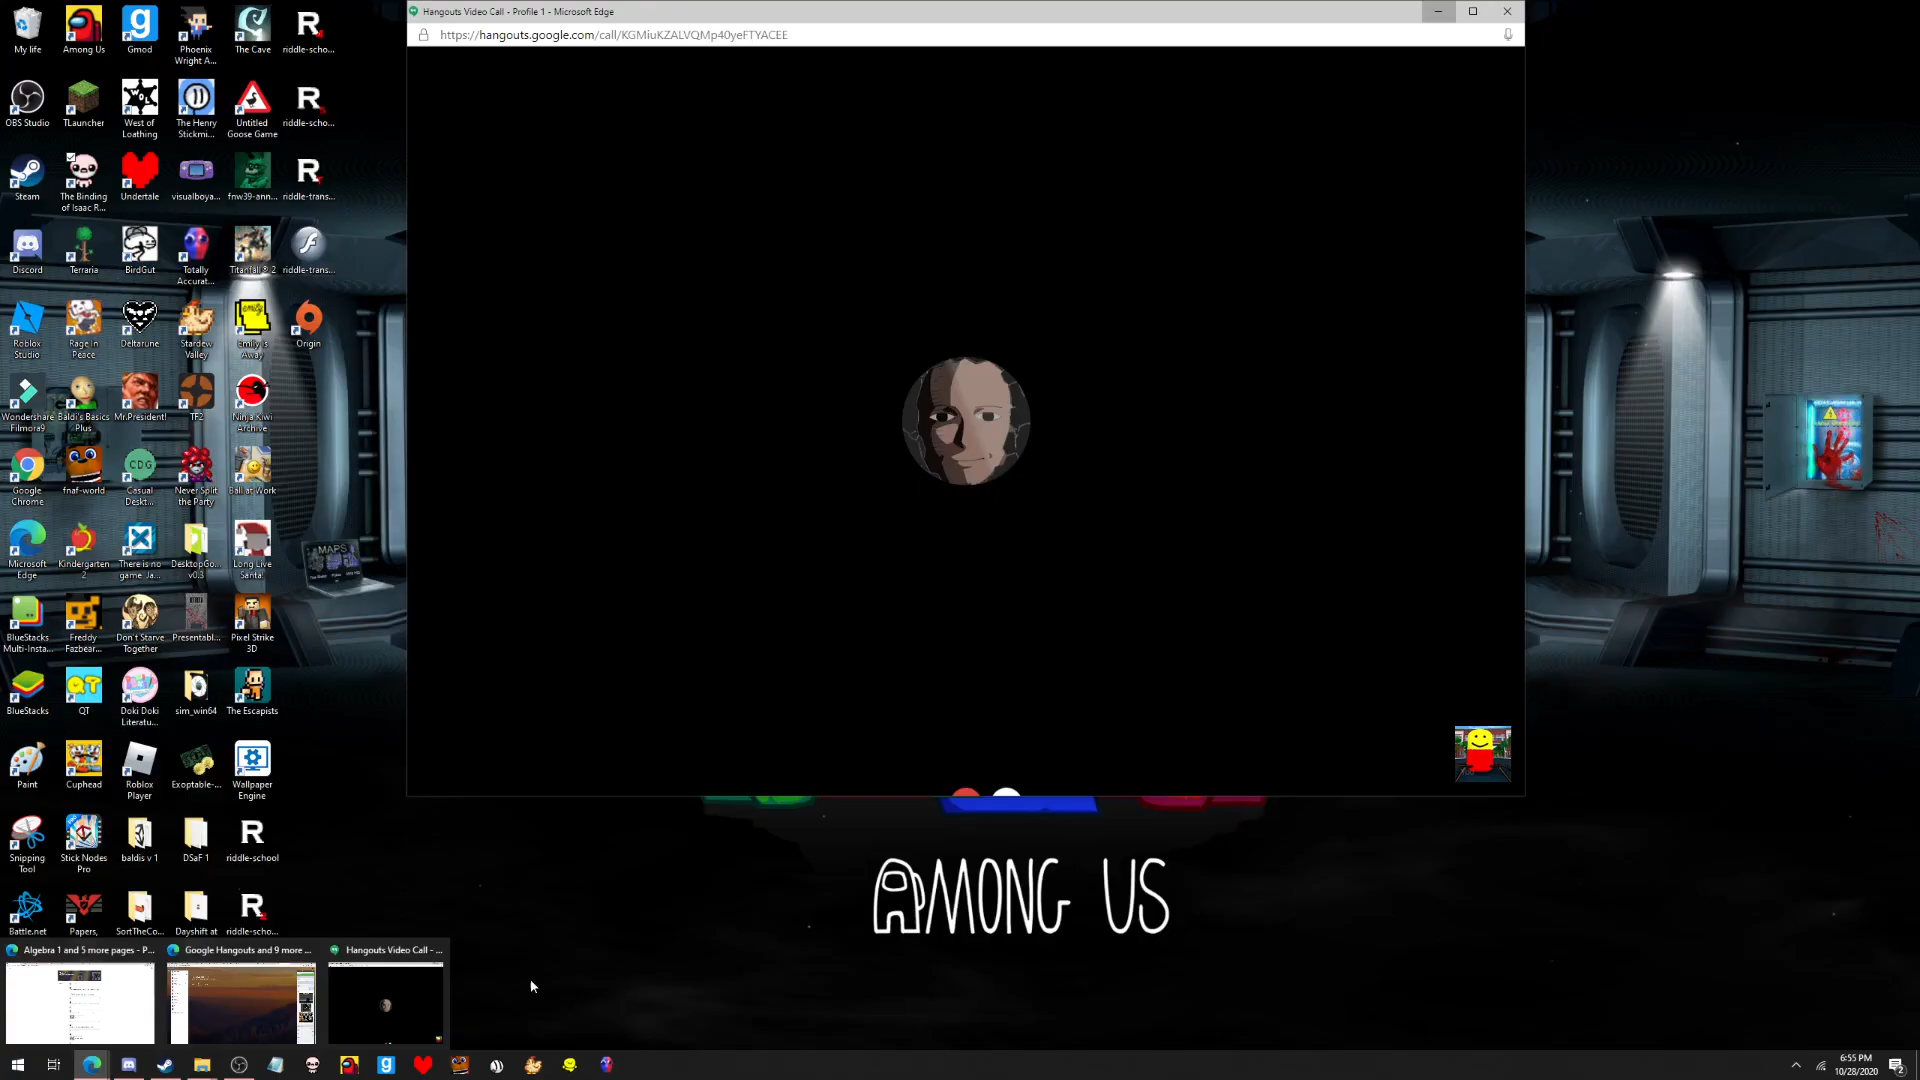 Hangouts Video Call - Profile 1 - Microsoft Edge
https://hangouts.google.com/call/KGMiuKZALVQMp40yeFTYACEE
My life
Among Us
Gmod
Phoenix
Wright A...
The Cave
riddle-scho...
OBS Studio
TLauncher
West of
Loathing
The Henry
Stickmi...
Untitled
Goose Game
riddle-scho...
Steam
The Binding
of Isaac R...
Undertale
visualboya...
fnw39-ann...
riddle-trans...
Discord
Terraria
BirdGut
Totally
Accurat...
Titanfall ® 2
riddle-trans...
Roblox
Studio
Rage in
Peace
Deltarune
Stardew
Valley
emily
Emily is
Away
Origin
Wondershare
Filmora9
Baldi's Basics
Plus
Mr.President!
TF2
Ninja Kiwi
Archive
Google
Chrome
fnaf-world
CDG
Casual
Deskt...
Never Split
the Party
Ball at Work
Microsoft
Edge
Kindergarten
2
There is no
game_Ja...
DesktopGo...
v0.3
Long Live
Santa!
MAPS
BlueStacks
Multi-Insta...
Freddy
Fazbear...
Don't Starve
Together
Presentabl...
Pixel Strike
3D
BlueStacks
QT
QT
Doki Doki
Literatu...
sim_win64
The Escapists
Paint
Cuphead
Roblox
Player
Exoptable-...
Wallpaper
Engine
Snipping
Tool
Stick Nodes
Pro
baldis v 1
DSaF 1
riddle-school
Battle.net
Papers,
SortTheCo...
Dayshift at
riddle-scho...
AMONG US
Algebra 1 and 5 more pages - P...
Google Hangouts and 9 more ...
Hangouts Video Call - ...
6:55 PM
10/28/2020
2